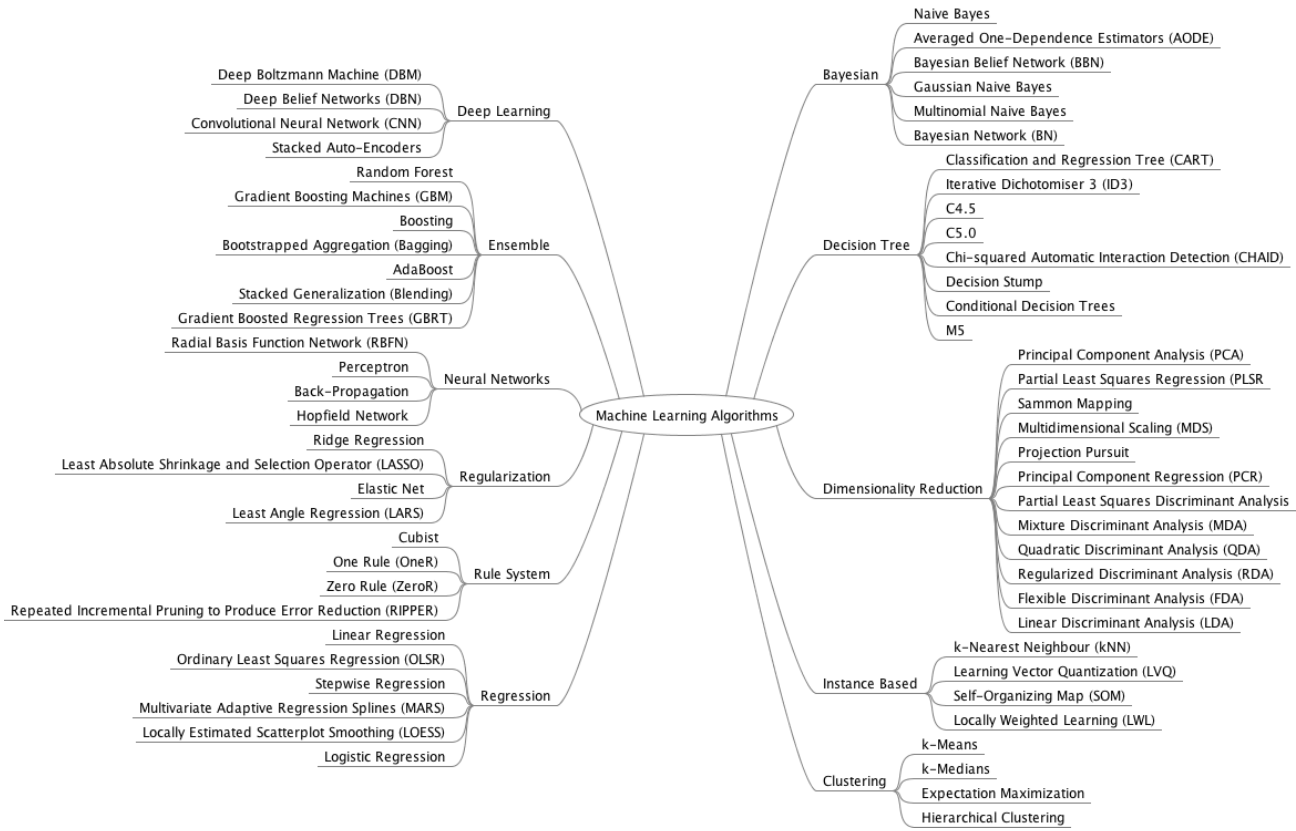 Machine Learning Algorithms
Deep Learning
Deep Boltzmann Machine (DBM)
Deep Belief Networks (DBN)
Convolutional Neural Network (CNN)
Stacked Auto-Encoders
Ensemble
Random Forest
Gradient Boosting Machines (GBM)
Boosting
Bootstrapped Aggregation (Bagging)
AdaBoost
Stacked Generalization (Blending)
Gradient Boosted Regression Trees (GBRT)
Neural Networks
Radial Basis Function Network (RBFN)
Perceptron
Back-Propagation
Hopfield Network
Regularization
Ridge Regression
Least Absolute Shrinkage and Selection Operator (LASSO)
Elastic Net
Least Angle Regression (LARS)
Rule System
Cubist
One Rule (OneR)
Zero Rule (ZeroR)
Repeated Incremental Pruning to Produce Error Reduction (RIPPER)
Regression
Linear Regression
Ordinary Least Squares Regression (OLSR)
Stepwise Regression
Multivariate Adaptive Regression Splines (MARS)
Locally Estimated Scatterplot Smoothing (LOESS)
Logistic Regression
Bayesian
Naive Bayes
Averaged One-Dependence Estimators (AODE)
Bayesian Belief Network (BBN)
Gaussian Naive Bayes
Multinomial Naive Bayes
Bayesian Network (BN)
Decision Tree
Classification and Regression Tree (CART)
Iterative Dichotomiser 3 (ID3)
C4.5
C5.0
Chi-squared Automatic Interaction Detection (CHAID)
Decision Stump
Conditional Decision Trees
M5
Dimensionality Reduction
Principal Component Analysis (PCA)
Partial Least Squares Regression (PLSR
Sammon Mapping
Multidimensional Scaling (MDS)
Projection Pursuit
Principal Component Regression (PCR)
Partial Least Squares Discriminant Analysis
Mixture Discriminant Analysis (MDA)
Quadratic Discriminant Analysis (QDA)
Regularized Discriminant Analysis (RDA)
Flexible Discriminant Analysis (FDA)
Linear Discriminant Analysis (LDA)
Instance Based
k-Nearest Neighbour (kNN)
Learning Vector Quantization (LVQ)
Self-Organizing Map (SOM)
Locally Weighted Learning (LWL)
Clustering
k-Means
k-Medians
Expectation Maximization
Hierarchical Clustering